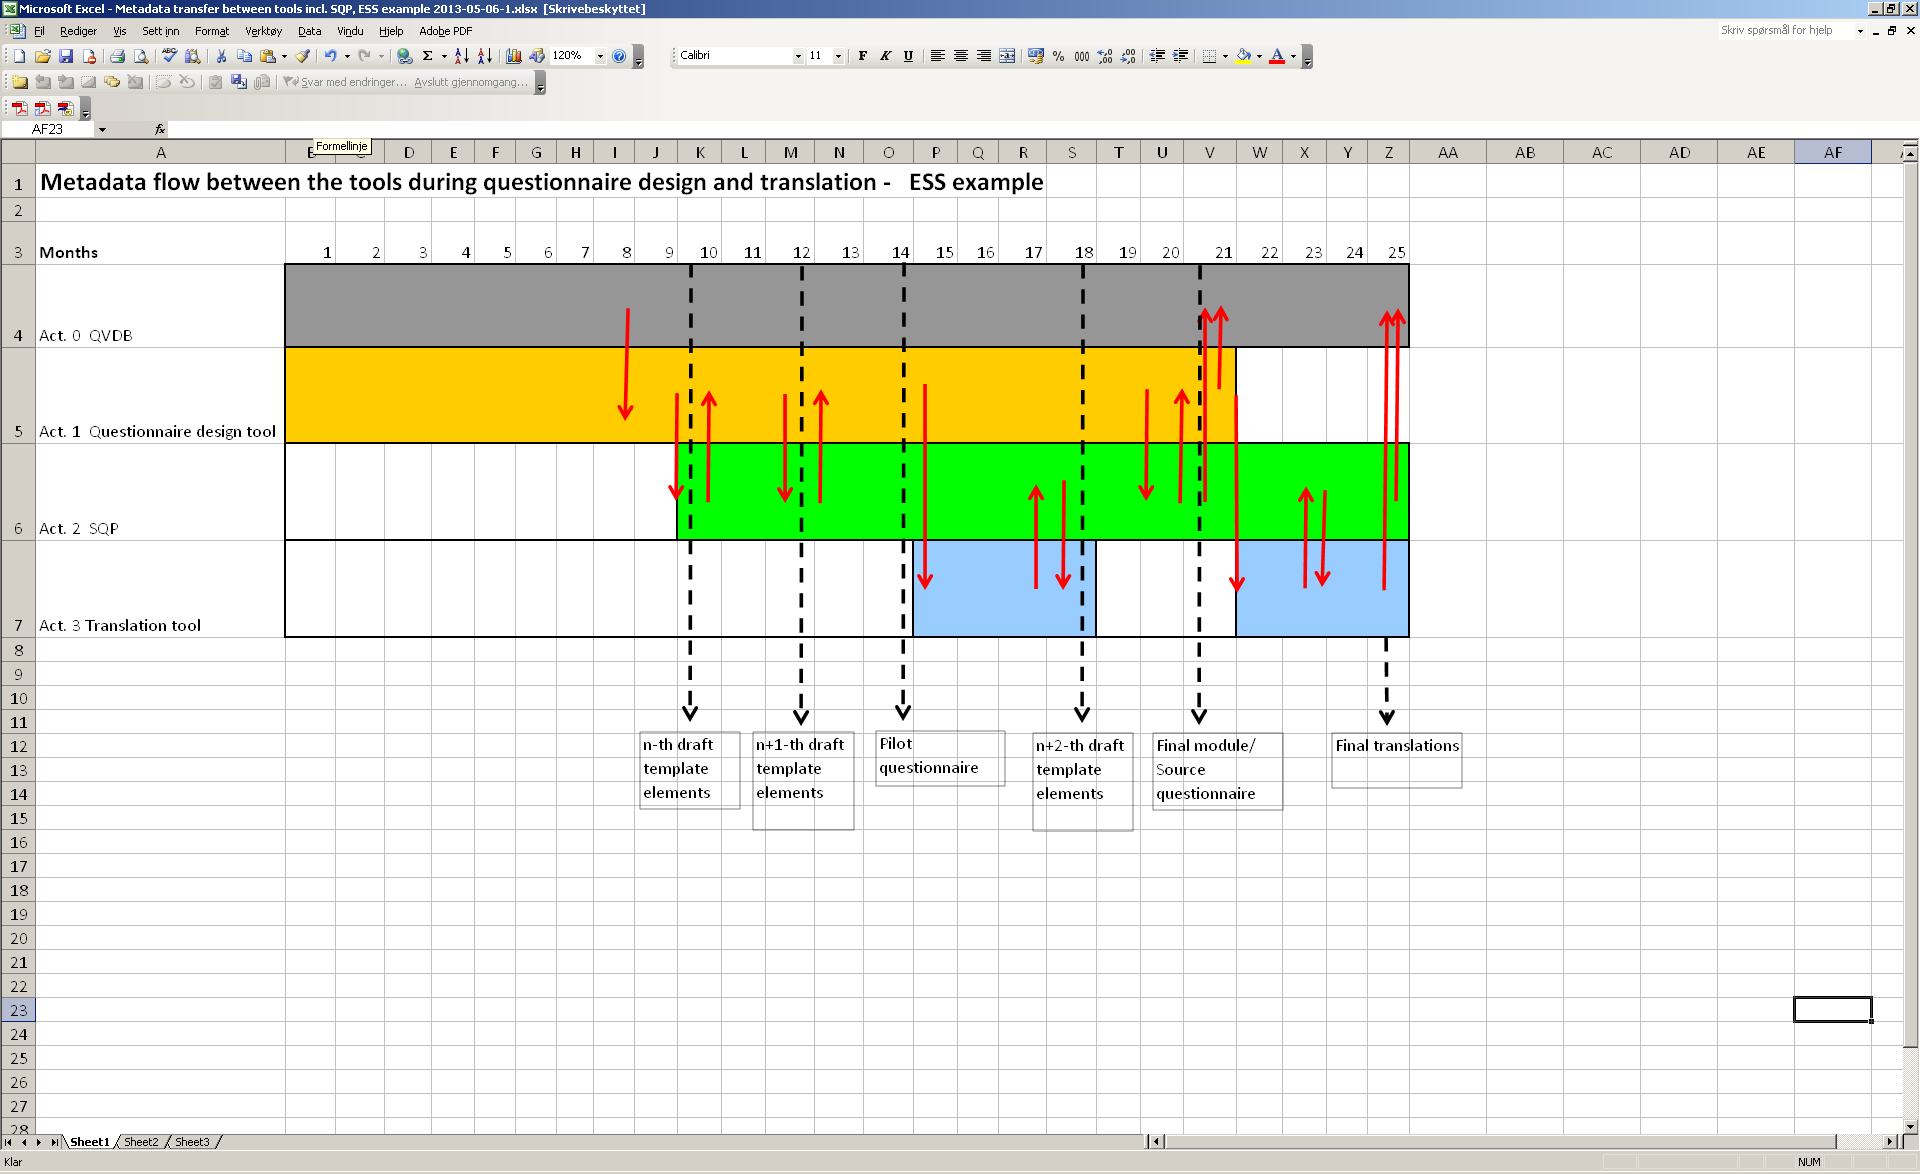 Microsoft Excel - Metadata transfer between tools incl. SQP, ESS example 2013-05-06-1.xlsx [Skrivebeskyttet]
Fil Rediger Vis Sett inn Format Verktøy Data Vindu Hjelp Adobe PDF Skriv spørsmål for hjelp
120% Calibri 11 F K U % 000
Svar med endringer... Avslutt gjennomgang...
AF23 fx
Formellinje
A D E F G H I J K L M N O P Q R S T U V W X Y Z AA AB AC AD AE AF
1 Metadata flow between the tools during questionnaire design and translation - ESS example
2
3 Months 1 2 3 4 5 6 7 8 9 10 11 12 13 14 15 16 17 18 19 20 21 22 23 24 25
4 Act. 0 QVDB
5 Act. 1 Questionnaire design tool
6 Act. 2 SQP
7 Act. 3 Translation tool
8
9
10
11
12
13
14
15
16
17
18
19
20
21
22
23
24
25
26
27
28
n-th draft
template
elements
n+1-th draft
template
elements
Pilot
questionnaire
n+2-th draft
template
elements
Final module/
Source
questionnaire
Final translations
Sheet1 Sheet2 Sheet3
Klar NUM